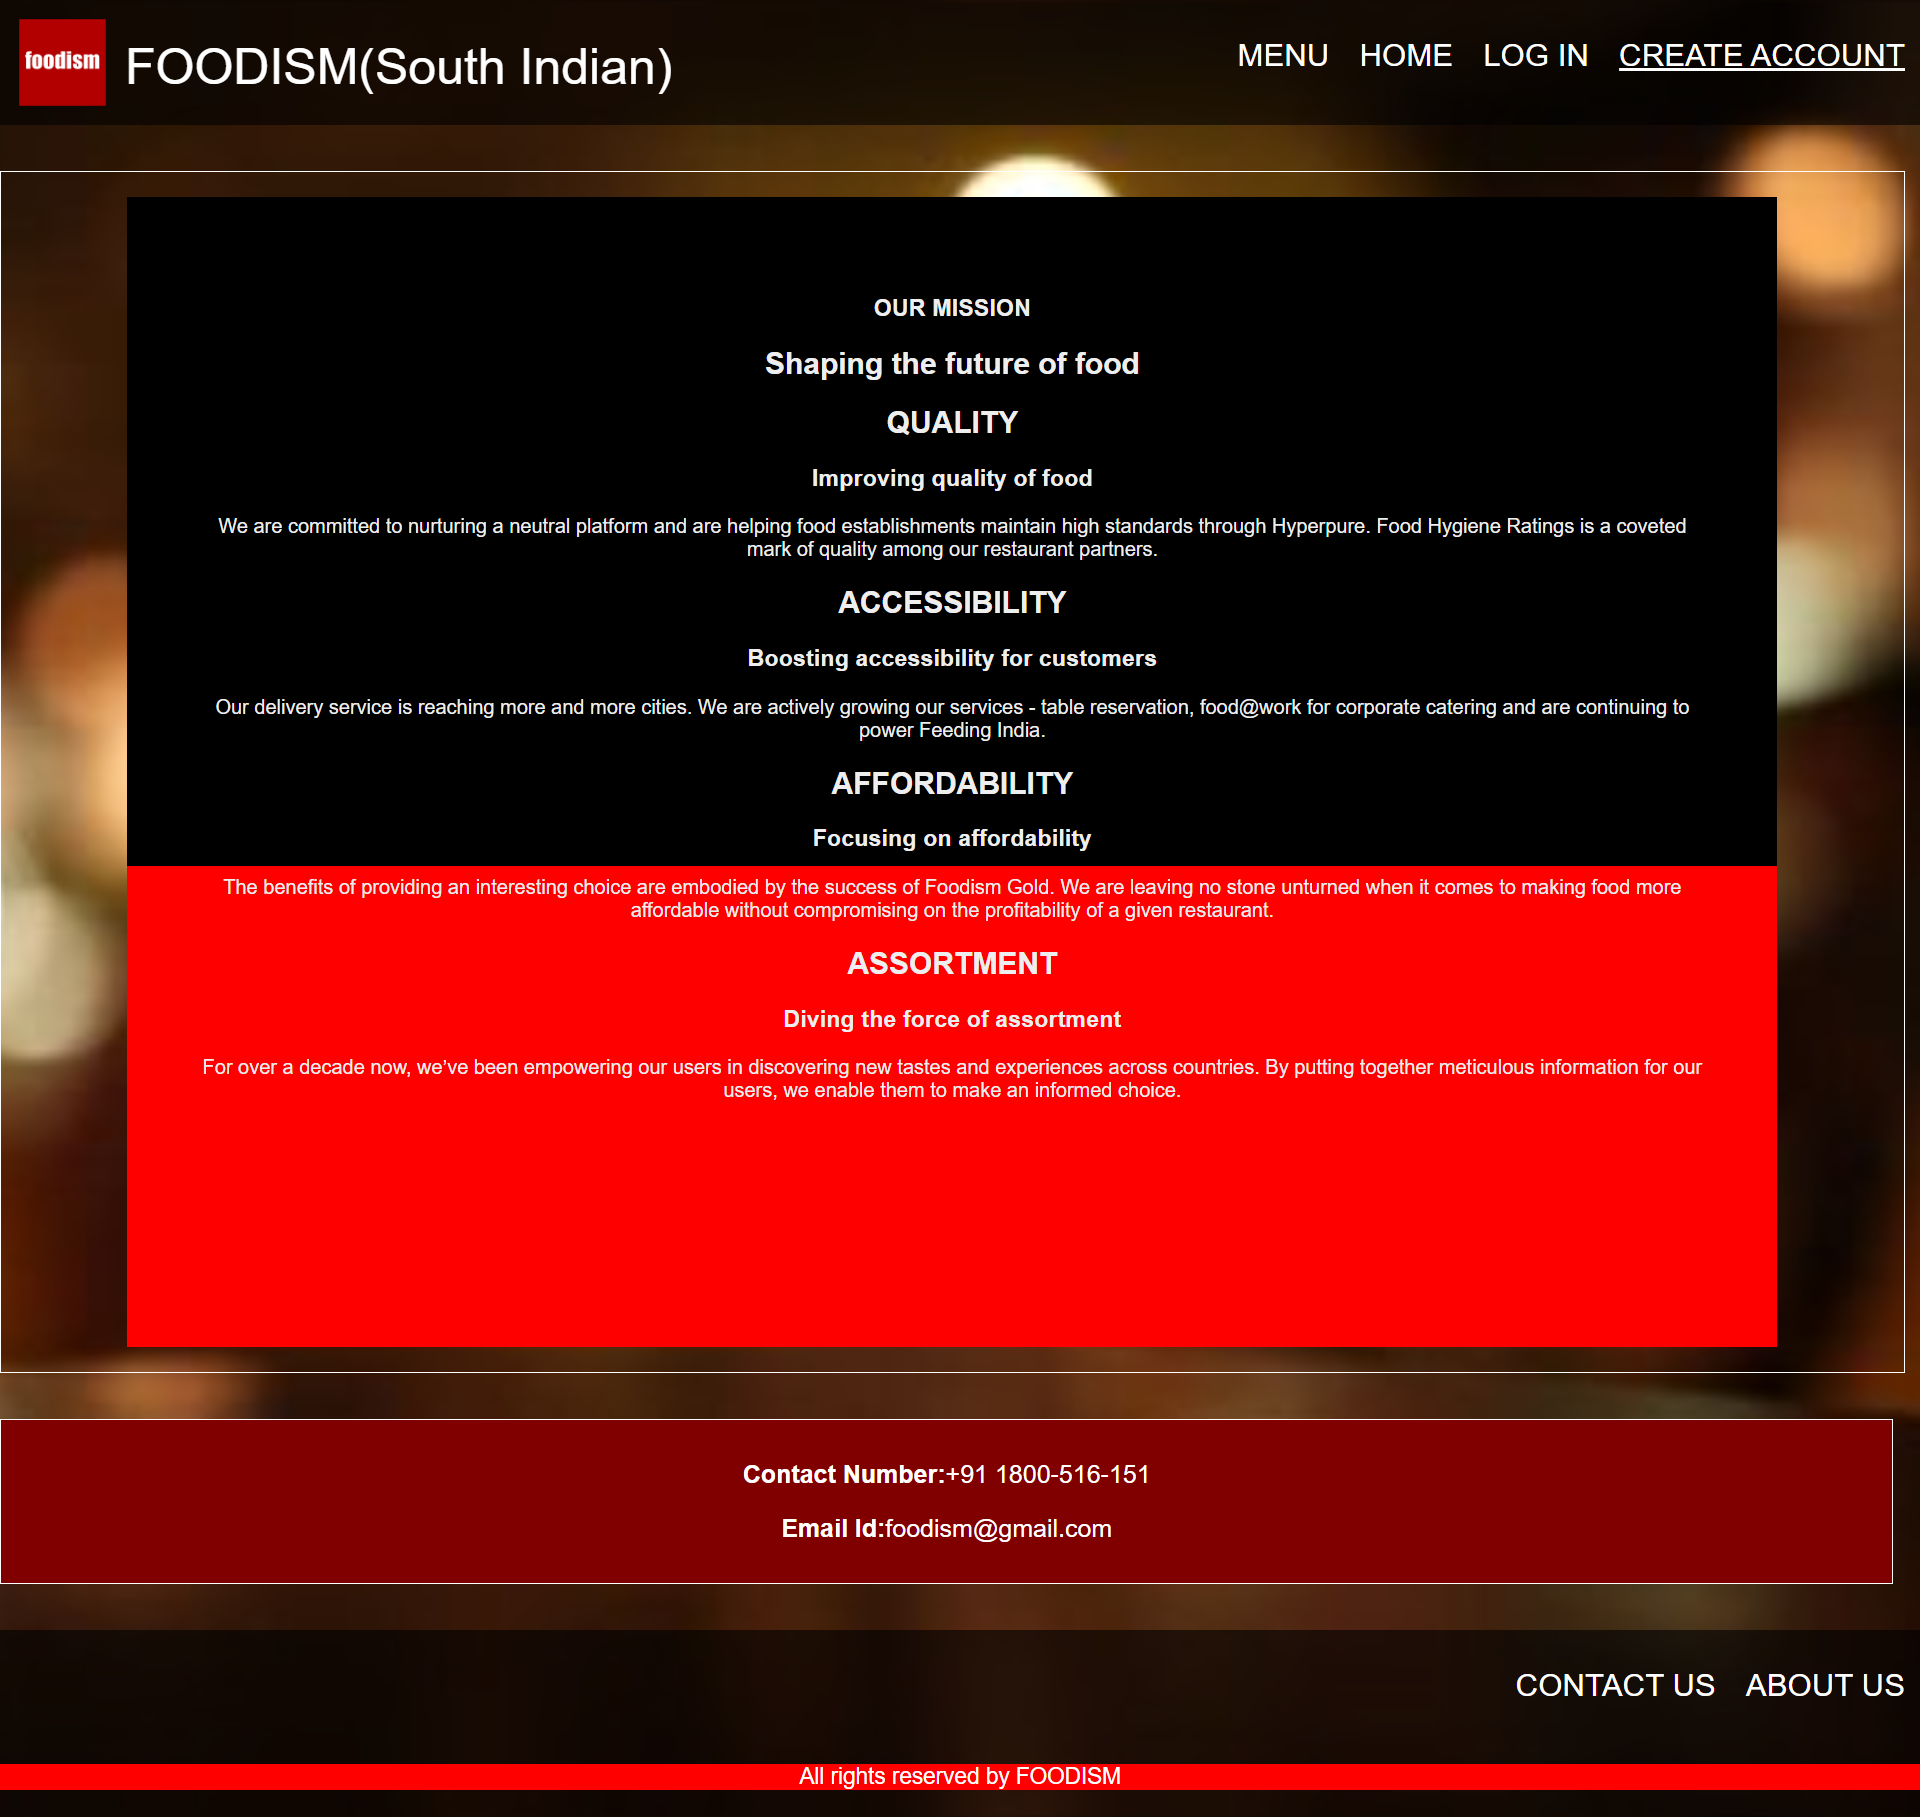 foodism
FOODISM(South Indian)
MENU HOME LOG IN CREATE ACCOUNT
OUR MISSION
Shaping the future of food
QUALITY
Improving quality of food
We are committed to nurturing a neutral platform and are helping food establishments maintain high standards through Hyperpure. Food Hygiene Ratings is a coveted
mark of quality among our restaurant partners.
ACCESSIBILITY
Boosting accessibility for customers
Our delivery service is reaching more and more cities. We are actively growing our services - table reservation, food@work for corporate catering and are continuing to
power Feeding India.
AFFORDABILITY
Focusing on affordability
The benefits of providing an interesting choice are embodied by the success of Foodism Gold. We are leaving no stone unturned when it comes to making food more
affordable without compromising on the profitability of a given restaurant.
ASSORTMENT
Diving the force of assortment
For over a decade now, we’ve been empowering our users in discovering new tastes and experiences across countries. By putting together meticulous information for our
users, we enable them to make an informed choice.
Contact Number:+91 1800-516-151
Email Id:foodism@gmail.com
CONTACT US ABOUT US
All rights reserved by FOODISM